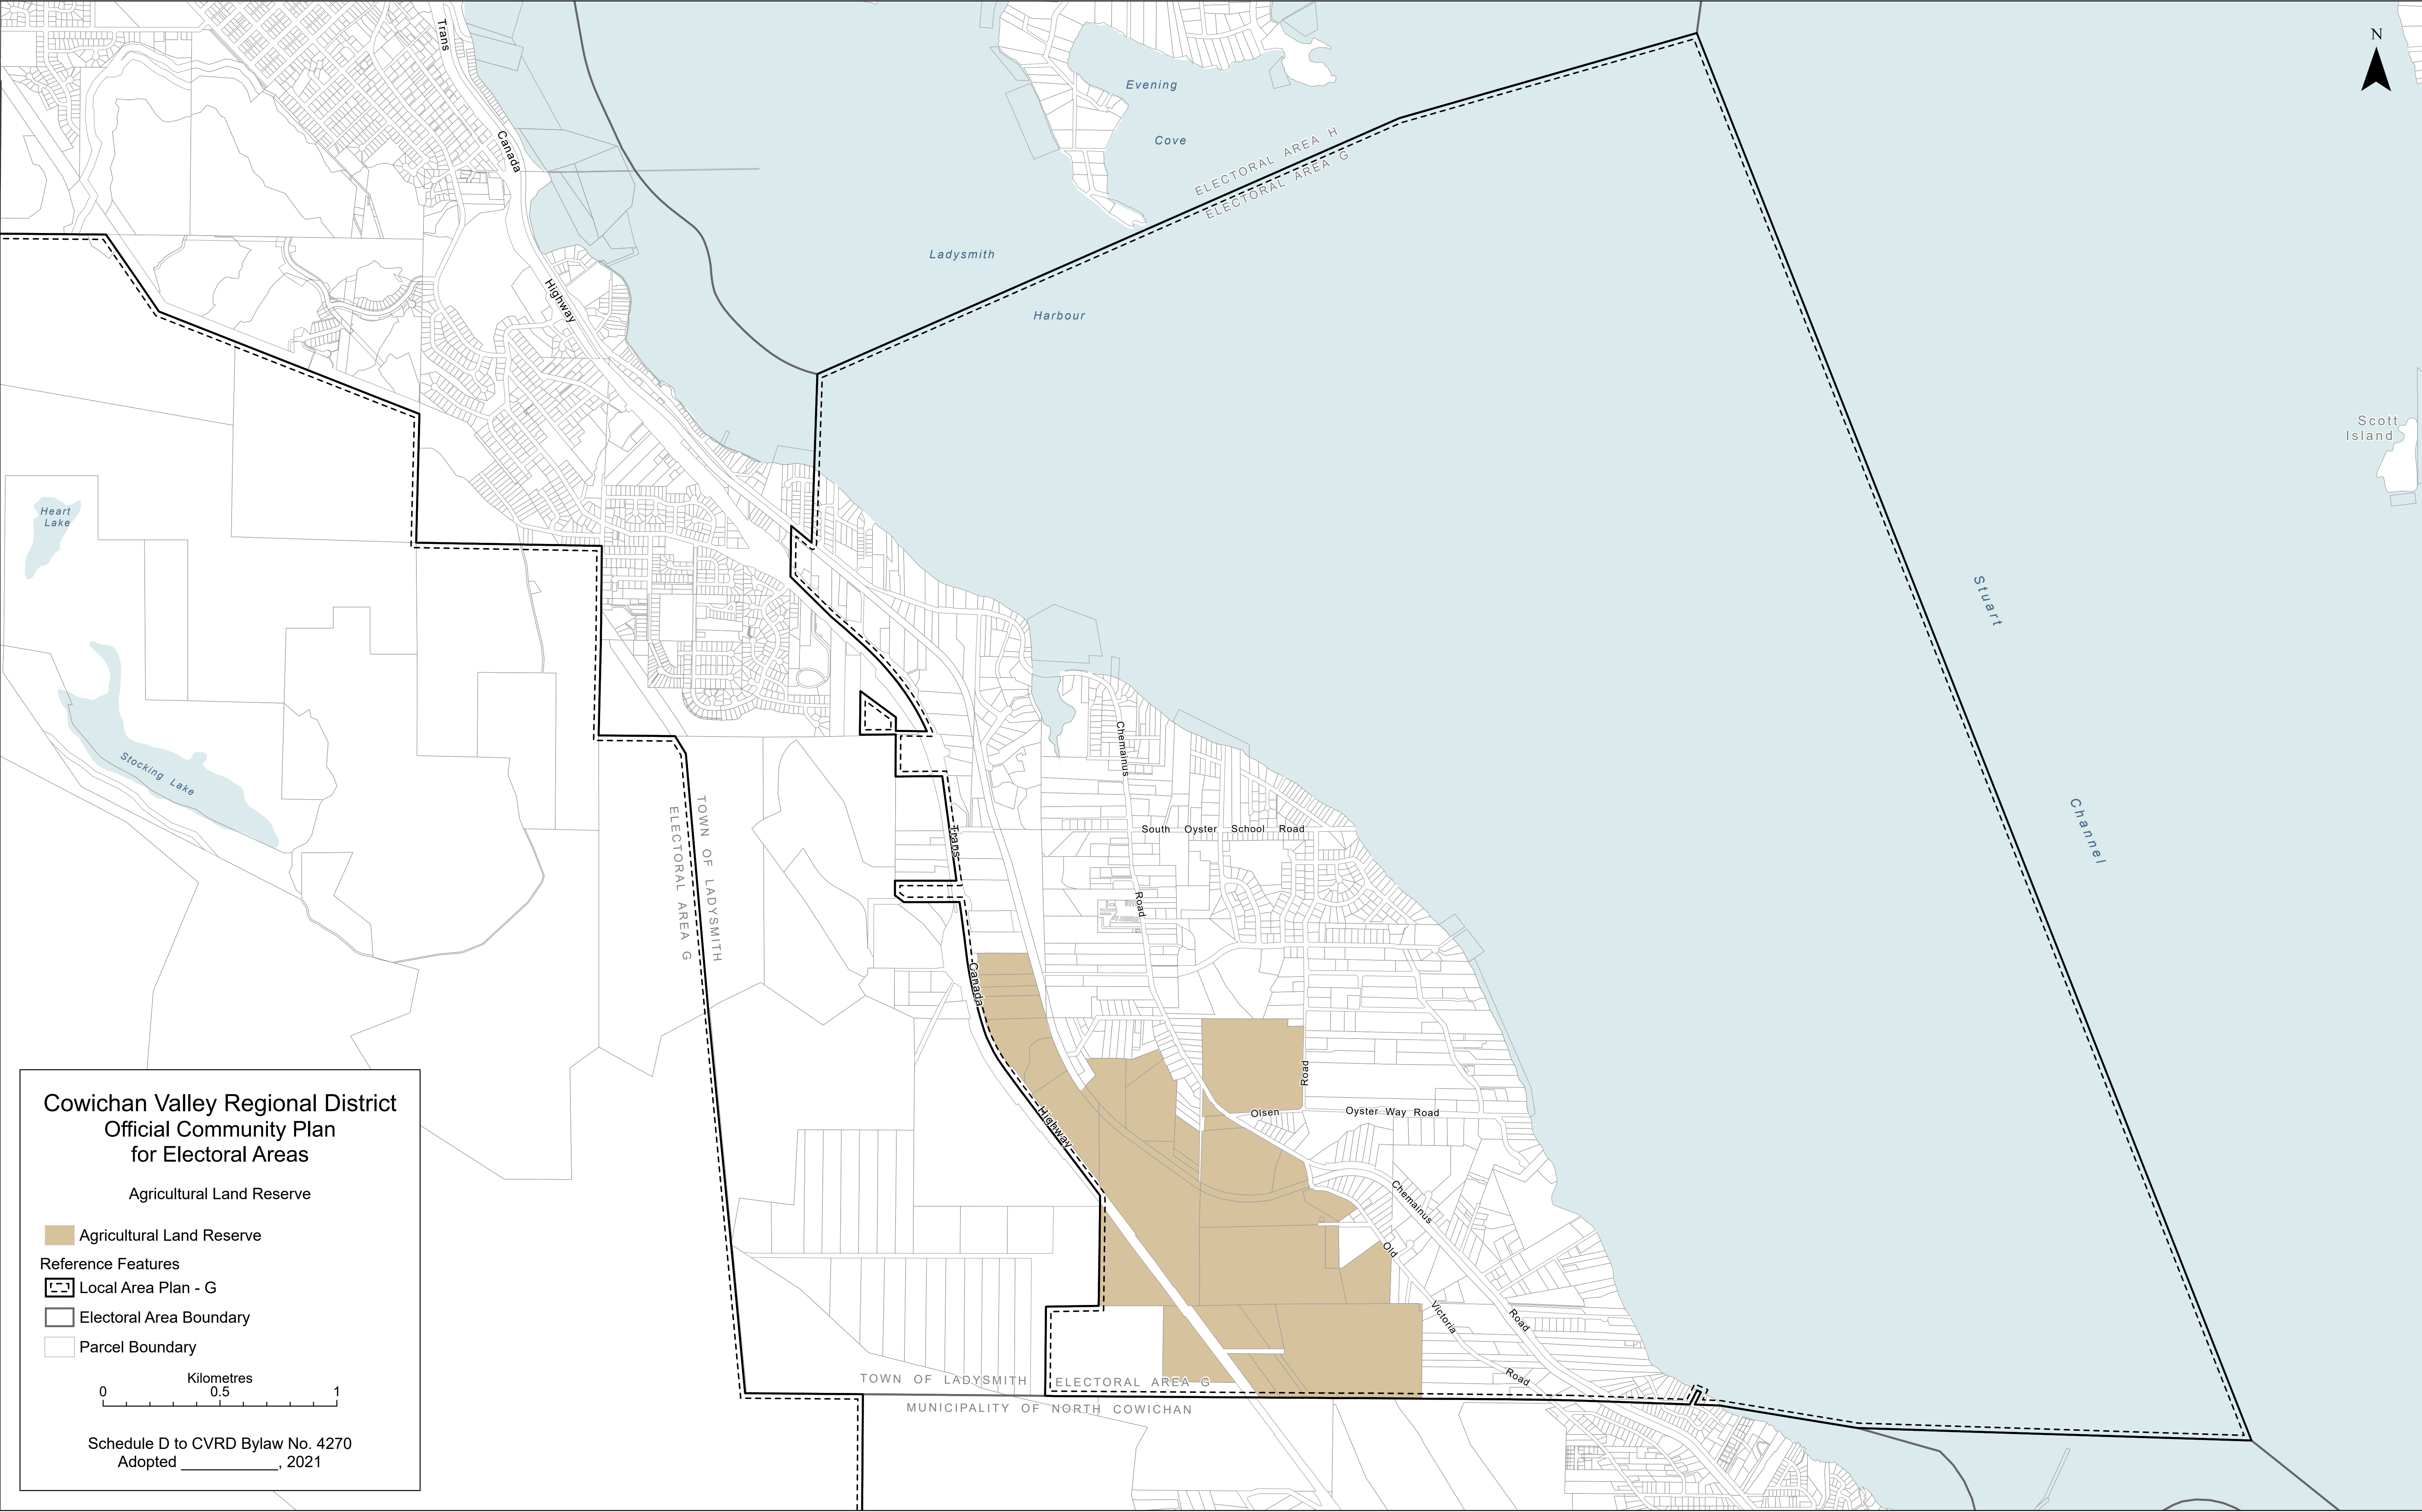 Trans
Canada
Highway
N
Evening
Cove
ELECTORAL AREA H
ELECTORAL AREA G
Ladysmith
Harbour
Scott
Island
Heart
Lake
Stocking Lake
Stuart
Channel
Chemainus
Road
South Oyster School Road
TOWN OF LADYSMITH
ELECTORAL AREA G
Trans
Canada
Highway
Road
Olsen
Oyster Way Road
Chemainus
Road
Old
Victoria
Road
TOWN OF LADYSMITH
ELECTORAL AREA G
MUNICIPALITY OF NORTH COWICHAN
Cowichan Valley Regional District
Official Community Plan
for Electoral Areas
Agricultural Land Reserve
Agricultural Land Reserve
Reference Features
Local Area Plan - G
Electoral Area Boundary
Parcel Boundary
Kilometres
0 0.5 1
Schedule D to CVRD Bylaw No. 4270
Adopted ____________, 2021